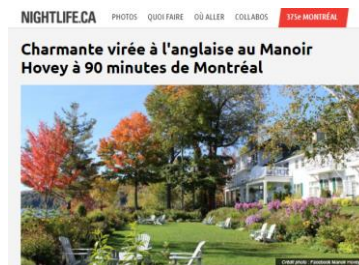 NIGHTLIFE.CA PHOTOS QUOI FAIRE OÙ ALLER COLLABOS 375e MONTRÉAL
Charmante virée à l'anglaise au Manoir
Hovey à 90 minutes de Montréal
Crédit photo : Facebook Manoir Hovey